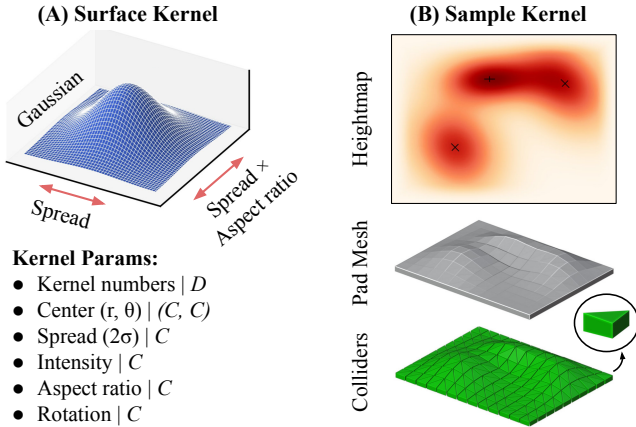 (A) Surface Kernel
Gaussian
Spread
Spread ×
Aspect ratio
Kernel Params:
● Kernel numbers | D
● Center (r, θ) | (C, C)
● Spread (2σ) | C
● Intensity | C
● Aspect ratio | C
● Rotation | C
(B) Sample Kernel
Heightmap
Pad Mesh
Colliders